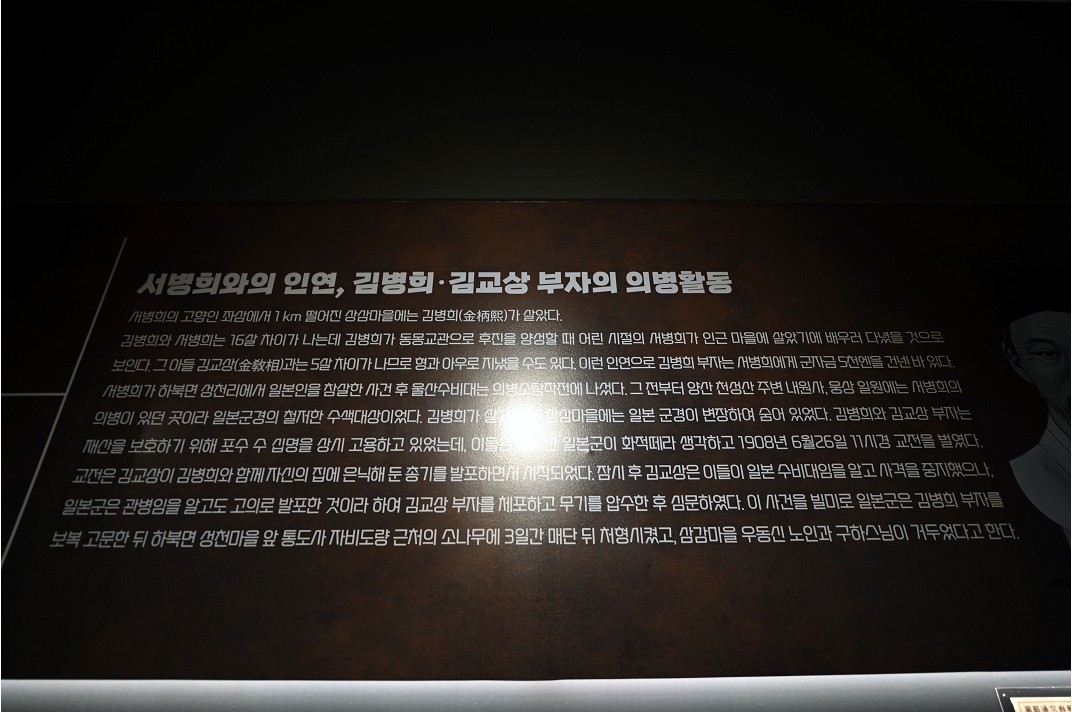 서병희와의 인연, 김병희·김교상 부자의 의병활동
서병희의 고향인 좌삼에서 1km 떨어진 상삼마을에는 김병희(金柄熙)가 살았다.
김병희와 서병희는 16살 차이가 나는데 김병희가 동몽교관으로 후진을 양생할 때 어린 시절의 서병희가 인근 마을에 살았기에 배우러 다녔을 것으로
보인다. 그 아들 김교상(金敎相)과는 5살 차이가 나므로 형과 아우로 지냈을 수도 있다. 이런 인연으로 김병희 부자는 서병희에게 군자금 5천엔을 건넨 바 있다.
서병희가 하북면 성천리에서 일본인을 참살한 사건 후 울산수비대는 의병소탕작전에 나섰다. 그 전부터 양산 천성산 주변 내원사, 웅상 일원에는 서병희의
의병이 있던 곳이라 일본군경의 철저한 수색대상이었다. 김병희가 상삼마을에는 일본 군경이 변장하여 숨어 있었다. 김병희와 김교상 부자는
재산을 보호하기 위해 포수 수 십명을 상시 고용하고 있었는데, 일본군이 화적떼라 생각하고 1908년 6월26일 11시경 교전을 벌였다.
교전은 김교상이 김병희와 함께 자신의 집에 은닉해 둔 총기를 발포하면서 시작되었다. 잠시 후 김교상은 이들이 일본 수비대임을 알고 사격을 중지했으나,
일본군은 관병임을 알고도 고의로 발포한 것이라 하여 김교상 부자를 체포하고 무기를 압수한 후 심문하였다. 이 사건을 빌미로 일본군은 김병희 부자를
보복 고문한 뒤 하북면 성천마을 앞 통도사 자비도량 근처의 소나무에 3일간 매단 뒤 처형시켰고, 삼감마을 우동신 노인과 구하스님이 거두었다고 한다.